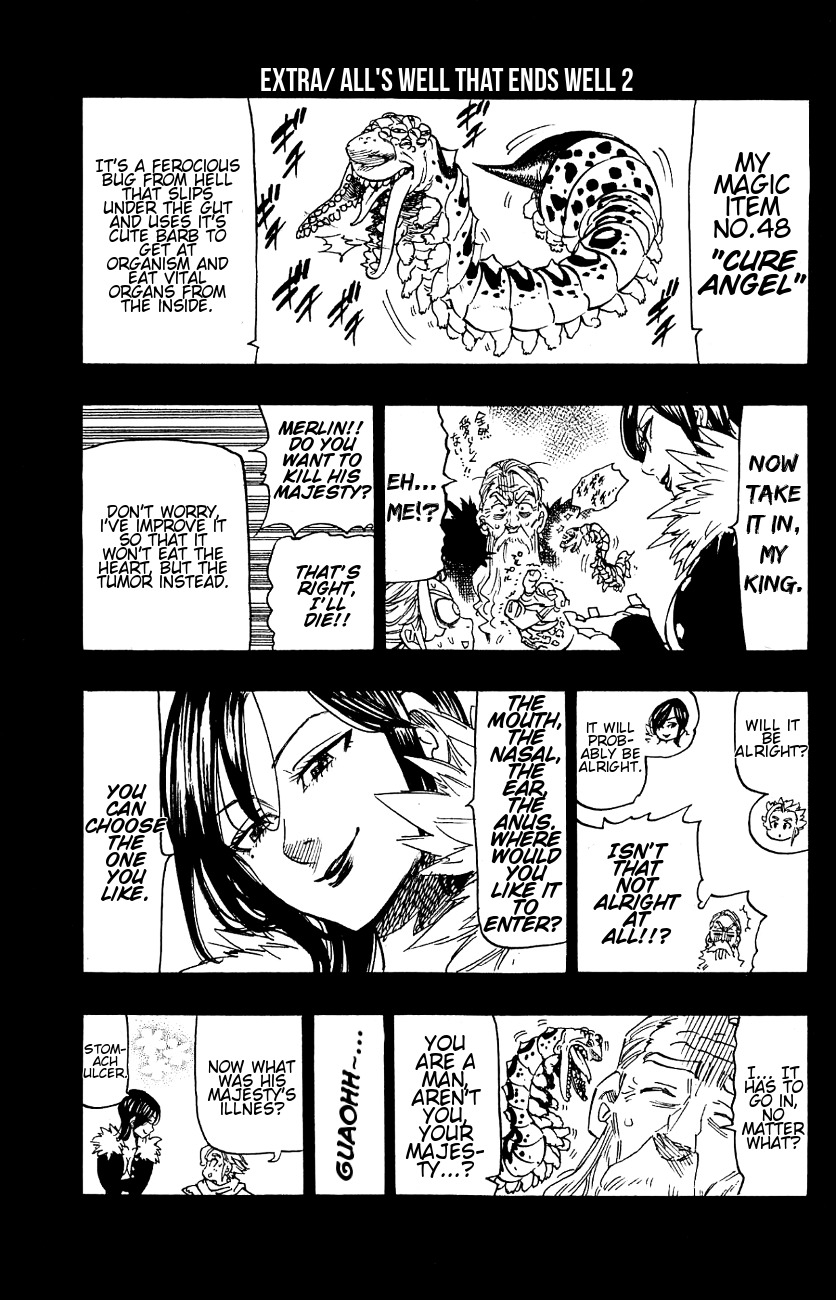 EXTRA/ ALL'S WELL THAT ENDS WELL 2
MY
MAGIC
ITEM
NO.48
"CURE
ANGEL"
IT'S A FEROCIOUS
BUG FROM HELL
THAT SLIPS
UNDER THE GUT
AND USES IT'S
CUTE BARB TO
GET AT
ORGANISM AND
EAT VITAL
ORGANS FROM
THE INSIDE.
NOW
TAKE
IT IN,
MY
KING.
EH...
ME!?
MERLIN!!
DO YOU
WANT TO
KILL HIS
MAJESTY?
THAT'S
RIGHT,
I'LL
DIE!!
DON'T WORRY,
I'VE IMPROVE IT
SO THAT IT
WON'T EAT THE
HEART, BUT THE
TUMOR INSTEAD.
WILL IT
BE
ALRIGHT?
IT WILL
PROB-
ABLY BE
ALRIGHT.
ISN'T
THAT
NOT
ALRIGHT
AT
ALL!!?
THE
MOUTH,
THE
NASAL,
THE
EAR,
THE
ANUS.
WHERE
WOULD
YOU
LIKE IT
TO
ENTER?
YOU
CAN
CHOOSE
THE
ONE
YOU
LIKE.
I... IT
HAS TO
GO IN,
NO
MATTER
WHAT?
YOU
ARE A
MAN,
AREN'T
YOU,
YOUR
MAJES-
TY...?
GUAOHH~...
NOW WHAT
WAS HIS
MAJESTY'S
ILLNES?
STOM-
ACH
ULCER.